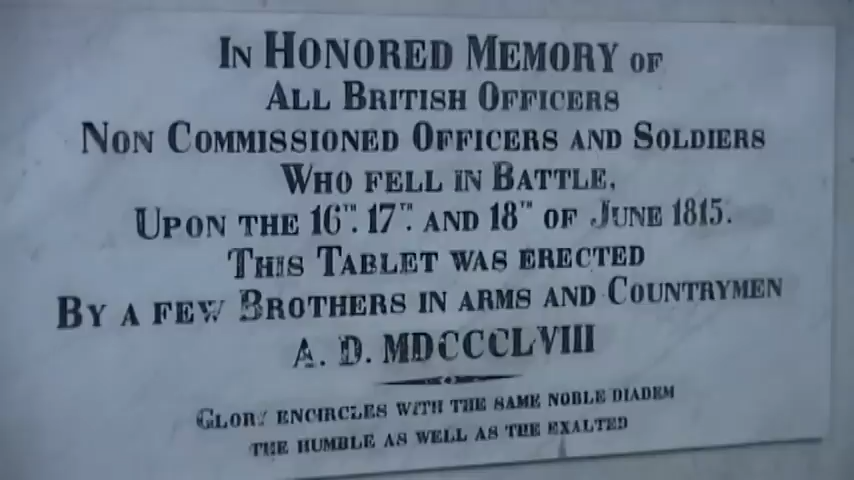 IN HONORED MEMORY OF
ALL BRITISH OFFICERS
NON COMMISSIONED OFFICERS AND SOLDIERS
WHO FELL IN BATTLE,
UPON THE 16TH. 17TH. AND 18TH OF JUNE 1815.
THIS TABLET WAS ERECTED
BY A FEW BROTHERS IN ARMS AND COUNTRYMEN
A. D. MDCCCLVIII
GLORY ENCIRCLES WITH THE SAME NOBLE DIADEM
THE HUMBLE AS WELL AS THE EXALTED